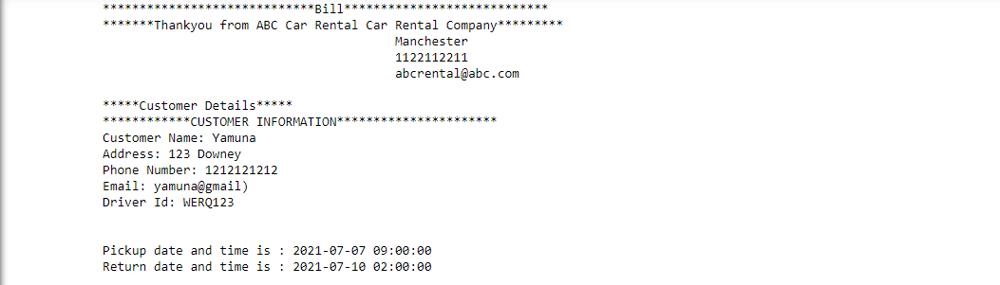 *****************************Bill****************************
*******Thankyou from ABC Car Rental Car Rental Company*********
Manchester
1122112211
abcrental@abc.com
*****Customer Details*****
************CUSTOMER INFORMATION**********************
Customer Name: Yamuna
Address: 123 Downey
Phone Number: 1212121212
Email: yamuna@gmail)
Driver Id: WERQ123
Pickup date and time is : 2021-07-07 09:00:00
Return date and time is : 2021-07-10 02:00:00